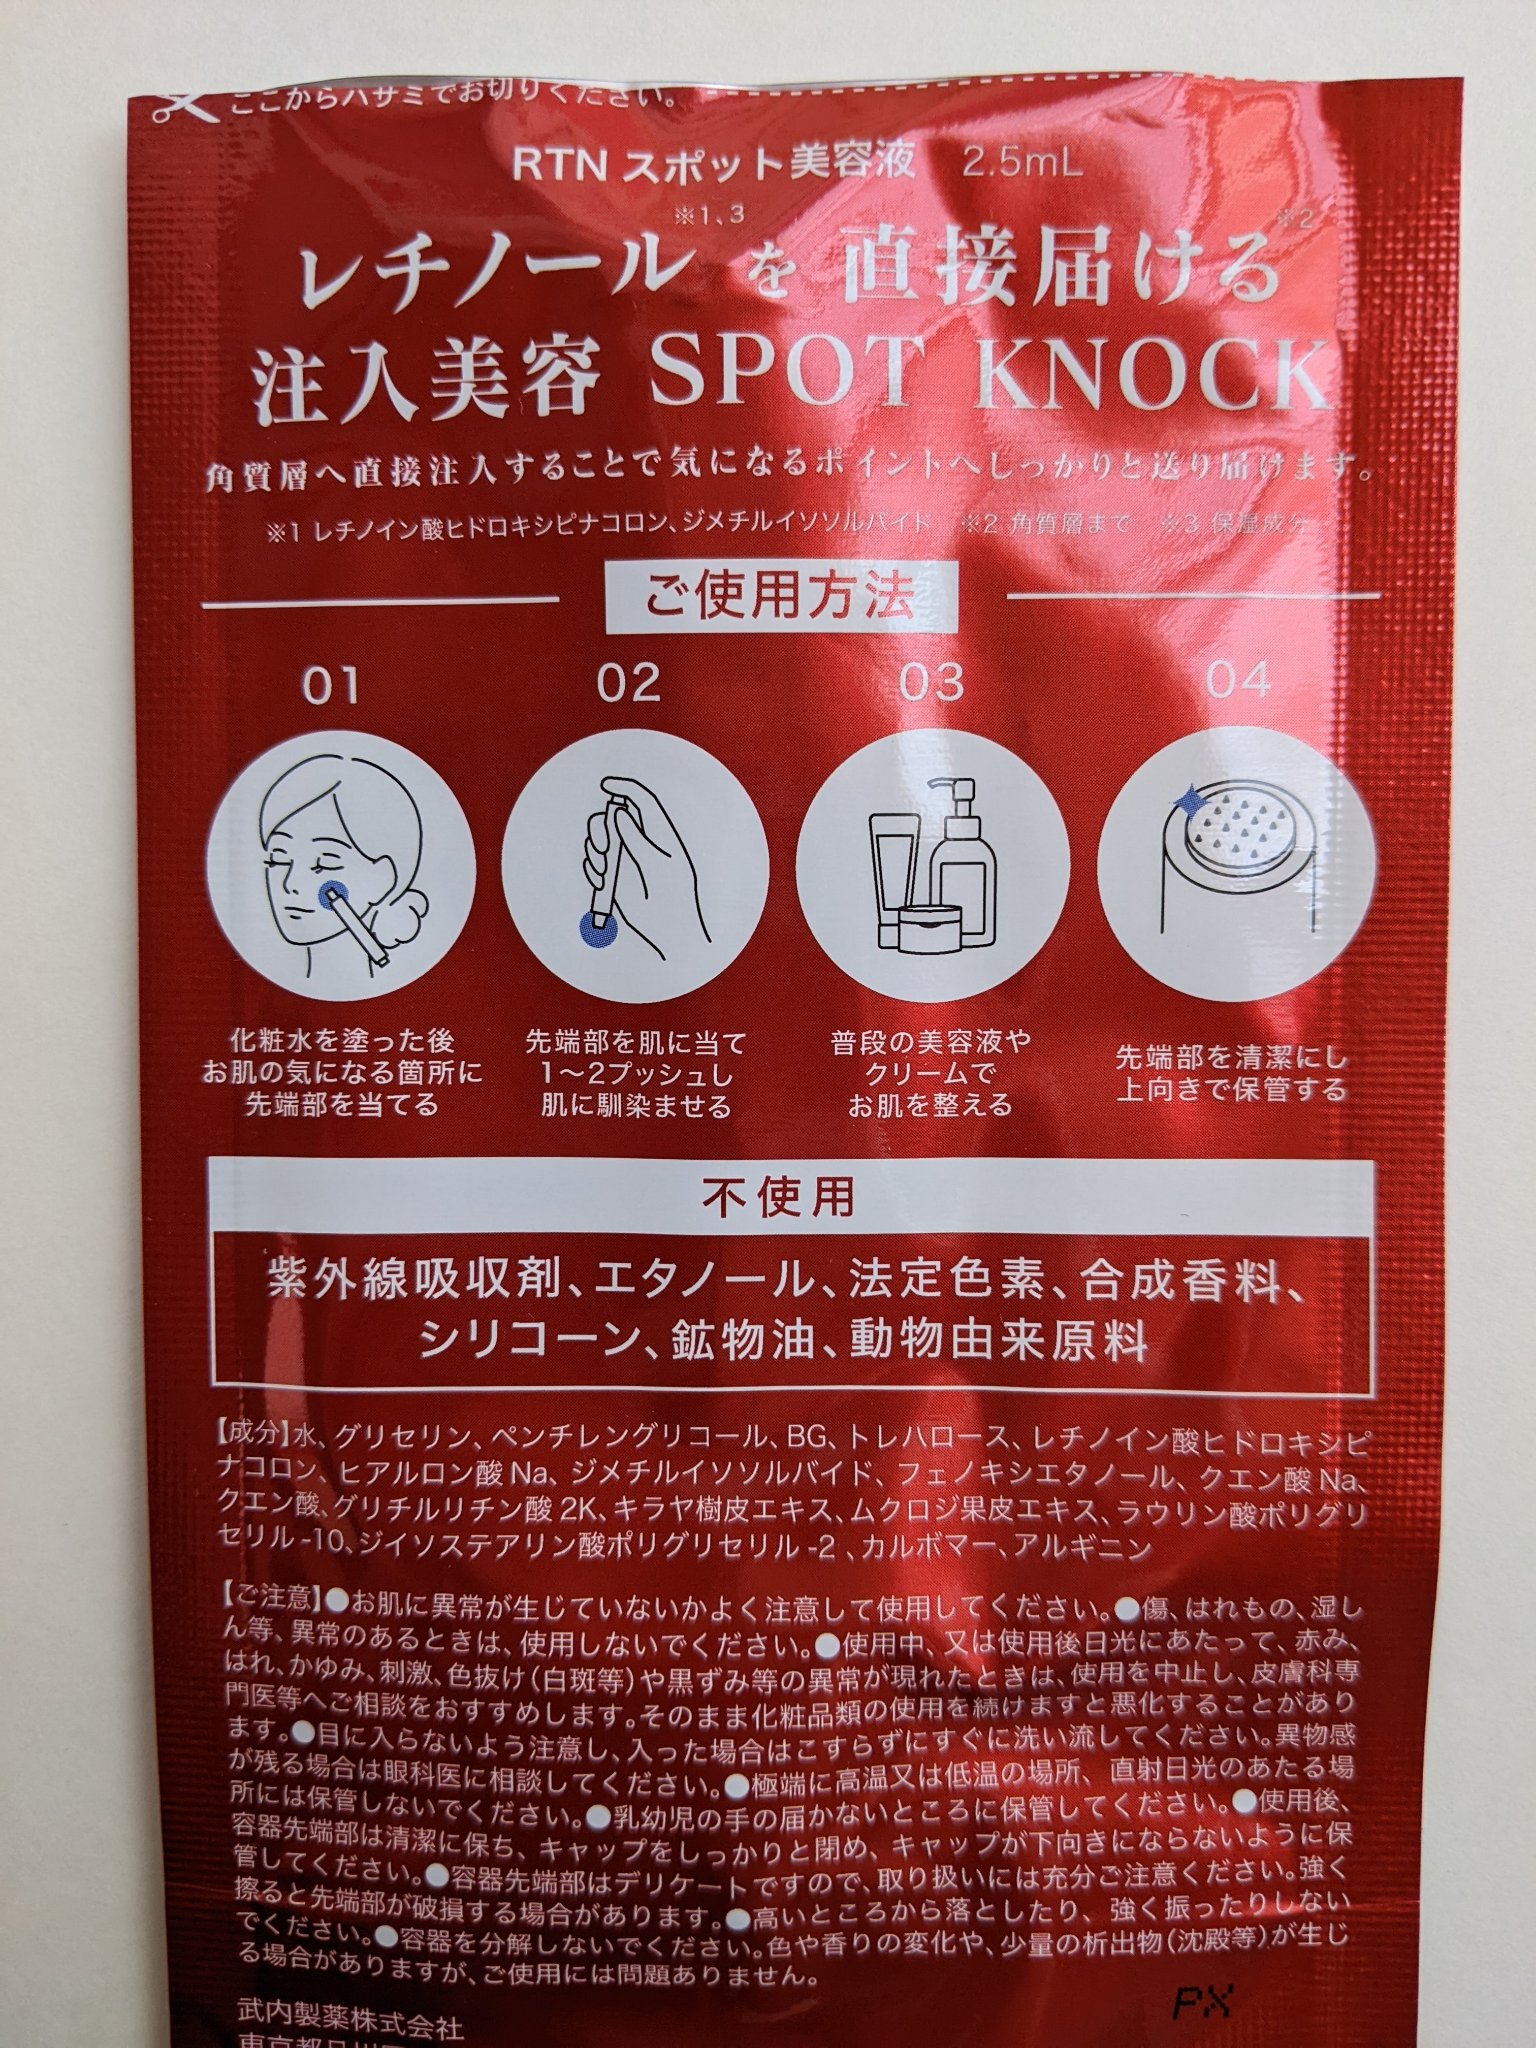 ここからハサミでお切りください。
RTN スポット美容液 2.5mL
レチノール※1、3を直接届ける※2
注入美容 SPOT KNOCK
角質層へ直接注入することで気になるポイントへしっかりと送り届けます。
※1 レチノイン酸ヒドロキシピナコロン、ジメチルイソソルバイド ※2 角質層まで ※3 保湿成分
ご使用方法
01
化粧水を塗った後
お肌の気になる箇所に
先端部を当てる
02
先端部を肌に当て
1〜2プッシュし
肌に馴染ませる
03
普段の美容液や
クリームで
お肌を整える
04
先端部を清潔にし
上向きで保管する
不使用
紫外線吸収剤、エタノール、法定色素、合成香料、
シリコーン、鉱物油、動物由来原料
【成分】水、グリセリン、ペンチレングリコール、BG、トレハロース、レチノイン酸ヒドロキシピ
ナコロン、ヒアルロン酸 Na、ジメチルイソソルバイド、フェノキシエタノール、クエン酸 Na、
クエン酸、グリチルリチン酸 2K、キラヤ樹皮エキス、ムクロジ果皮エキス、ラウリン酸ポリグリ
セリル -10、ジイソステアリン酸ポリグリセリル -2 、カルボマー、アルギニン
【ご注意】●お肌に異常が生じていないかよく注意して使用してください。●傷、はれもの、湿し
ん等、異常のあるときは、使用しないでください。●使用中、又は使用後日光にあたって、赤み、
はれ、かゆみ、刺激、色抜け(白斑等)や黒ずみ等の異常が現れたときは、使用を中止し、皮膚科専
門医等へご相談をおすすめします。そのまま化粧品類の使用を続けますと悪化することがあり
ます。●目に入らないよう注意し、入った場合はこすらずにすぐに洗い流してください。異物感
が残る場合は眼科医に相談してください。●極端に高温又は低温の場所、直射日光のあたる場
所には保管しないでください。●乳幼児の手の届かないところに保管してください。●使用後、
容器先端部は清潔に保ち、キャップをしっかりと閉め、キャップが下向きにならないように保
管してください。●容器先端部はデリケートですので、取り扱いには充分ご注意ください。強く
擦ると先端部が破損する場合があります。●高いところから落としたり、強く振ったりしない
でください。●容器を分解しないでください。色や香りの変化や、少量の析出物(沈殿等)が生じ
る場合がありますが、ご使用には問題ありません。
PX
武内製薬株式会社